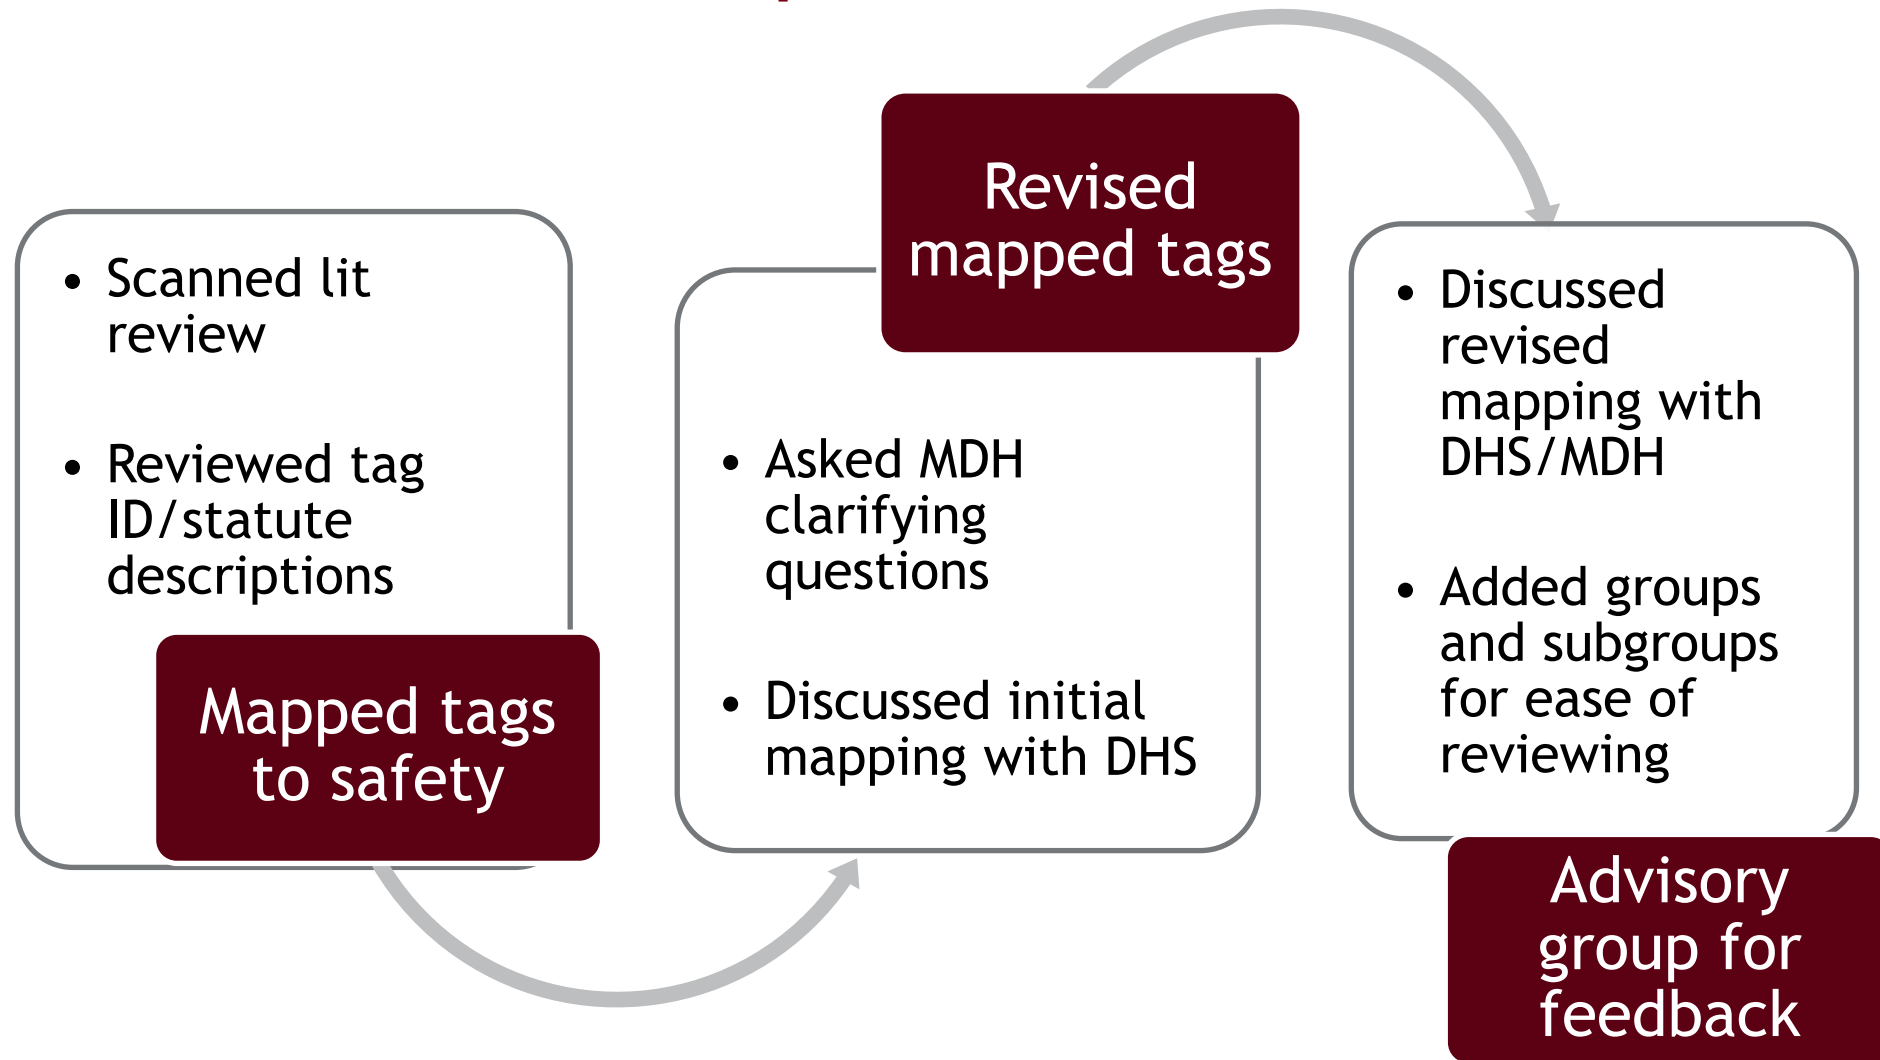 • Scanned lit
review
• Reviewed tag
ID/statute
descriptions
Mapped tags
to safety
Revised
mapped tags
• Asked MDH
clarifying
questions
• Discussed initial
mapping with DHS
• Discussed
revised
mapping with
DHS/MDH
• Added groups
and subgroups
for ease of
reviewing
Advisory
group for
feedback